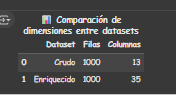 📊 Comparación de
dimensiones entre datasets
Dataset Filas Columnas
0 Crudo 1000 13
1 Enriquecido 1000 35